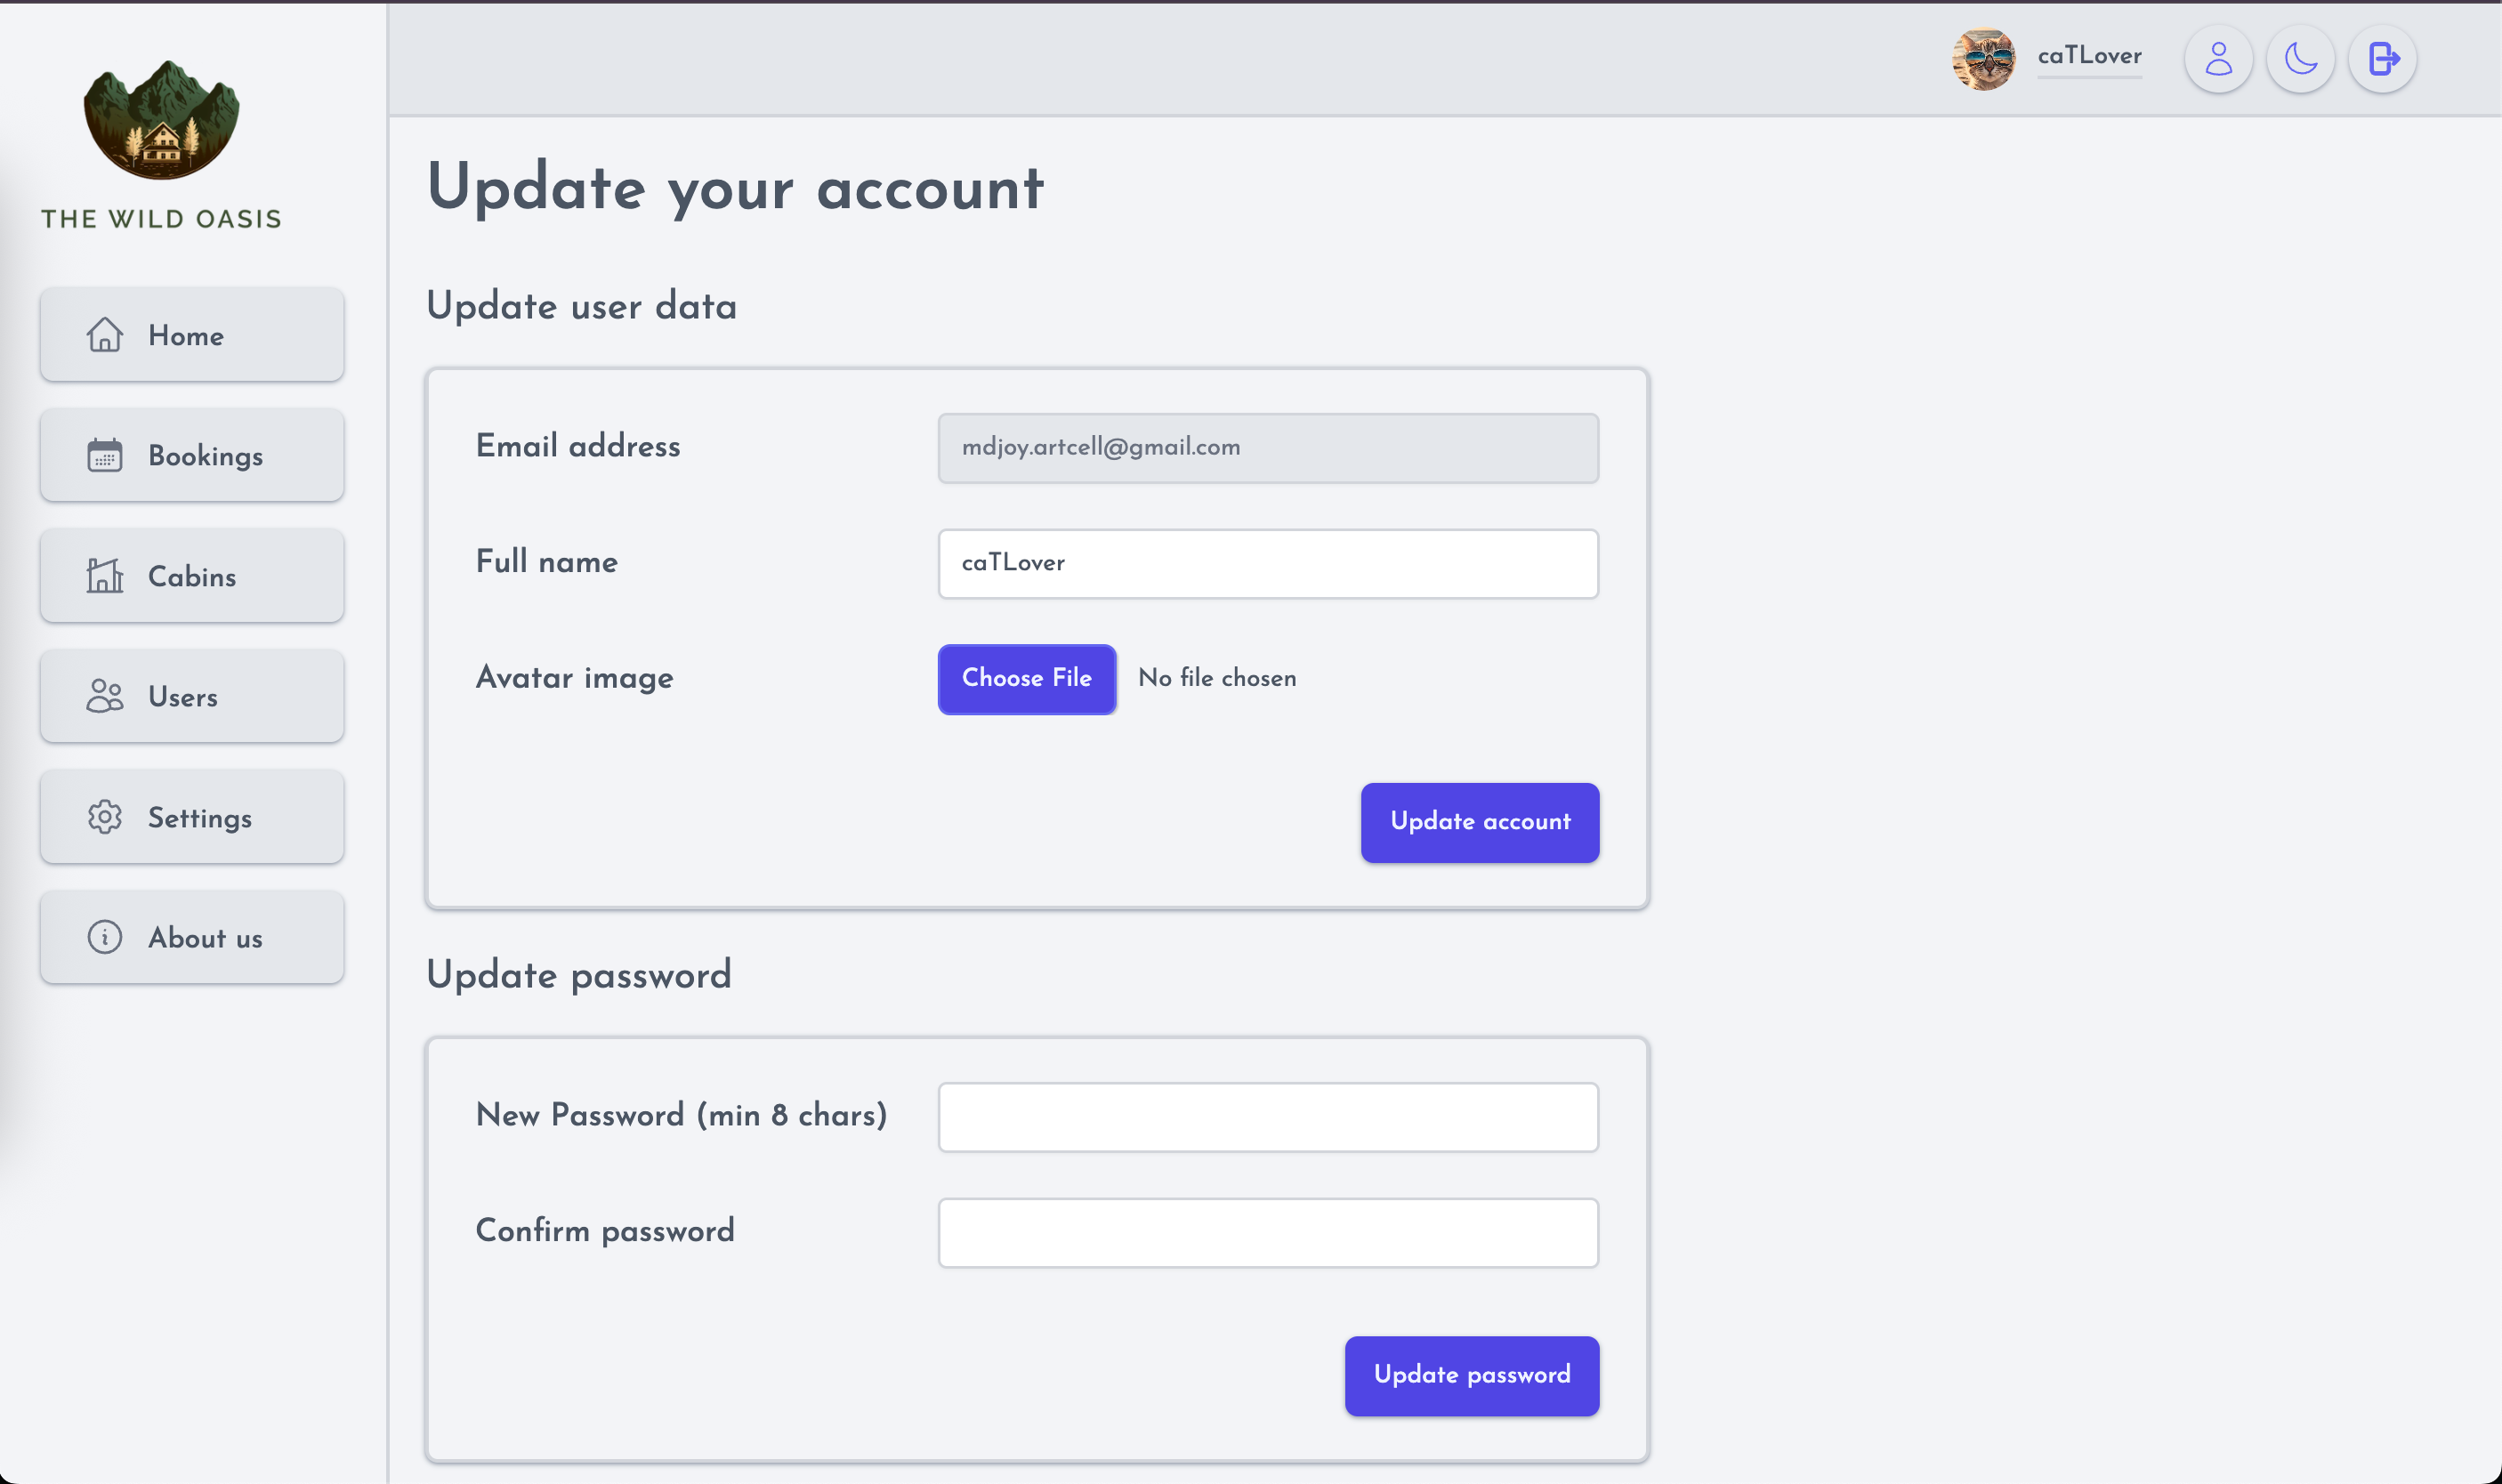 THE WILD OASIS
Home
Bookings
Cabins
Users
Settings
About us
caTLover
Update your account
Update user data
Email address
mdjoy.artcell@gmail.com
Full name
caTLover
Avatar image
Choose File No file chosen
Update account
Update password
New Password (min 8 chars)
Confirm password
Update password